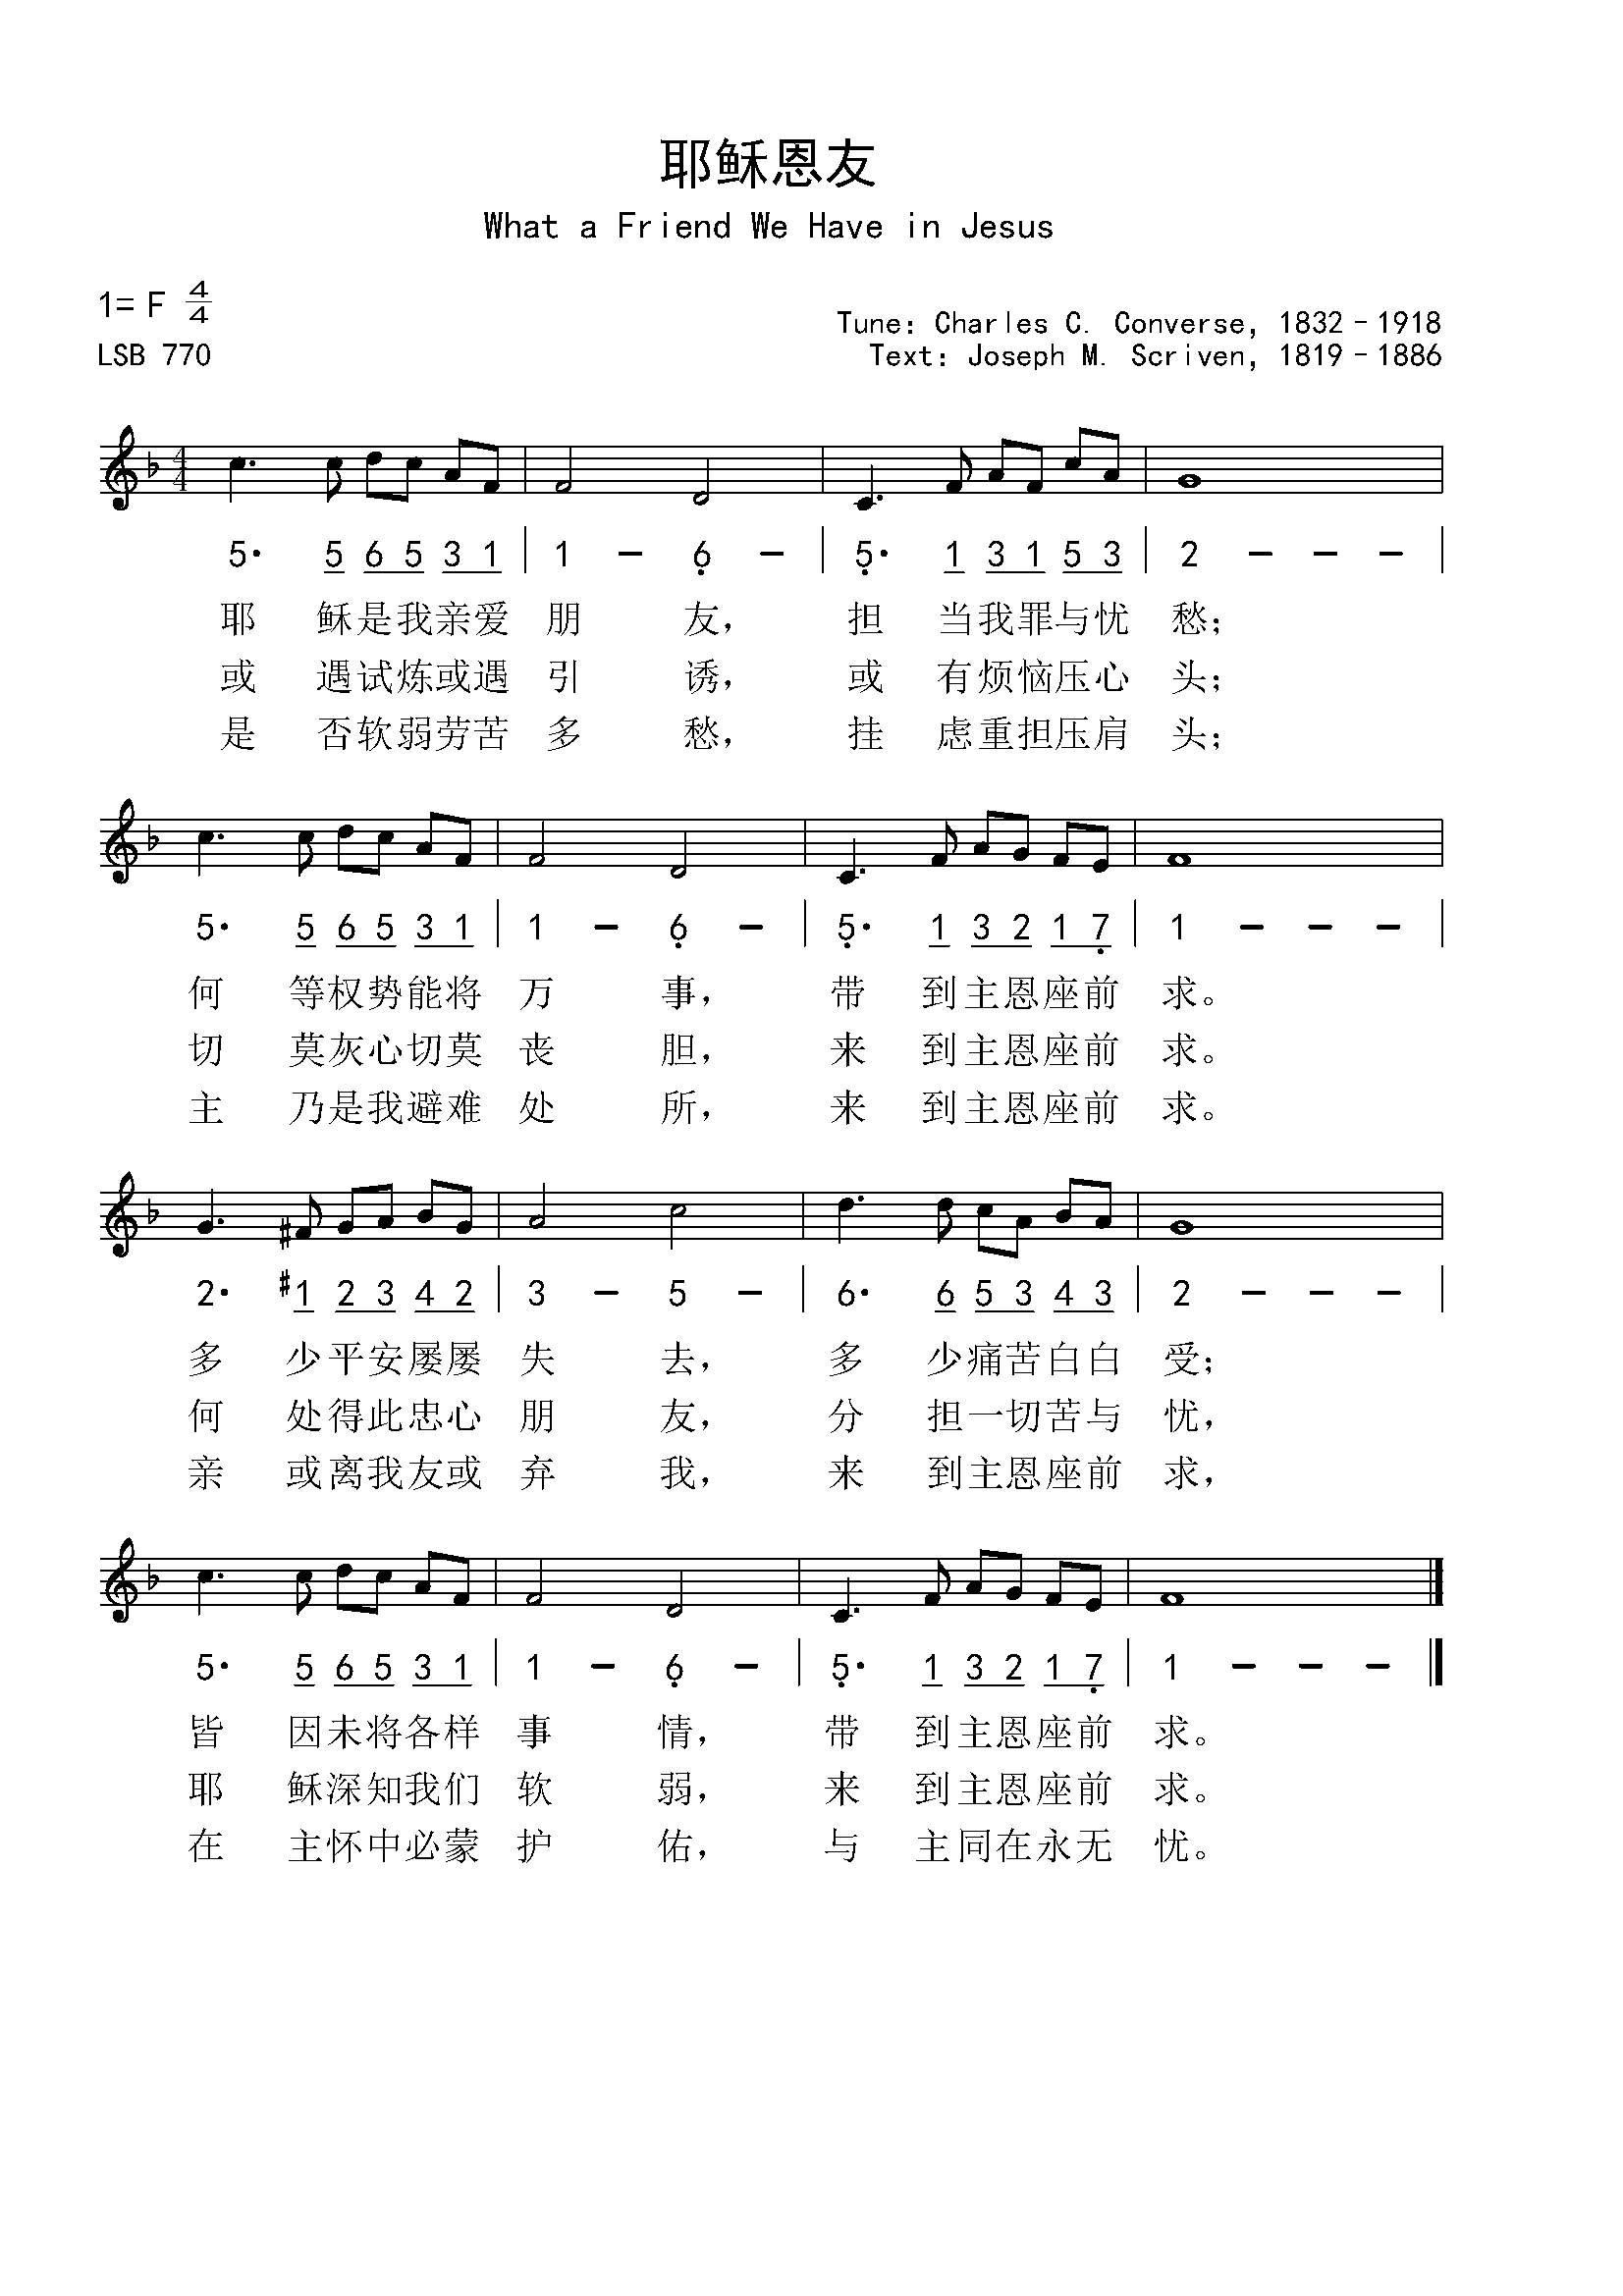 耶稣恩友
What a Friend We Have in Jesus
1= F 4/4
LSB 770
Tune: Charles C. Converse, 1832‐1918
Text: Joseph M. Scriven, 1819‐1886
4/4
5• 5 6 5 3 1 | 1 - 6̣ - | 5̣• 1 3 1 5 3 | 2 - - - |
耶 稣是我亲爱 朋 友, 担 当我罪与忧 愁;
或 遇试炼或遇 引 诱, 或 有烦恼压心 头;
是 否软弱劳苦 多 愁, 挂 虑重担压肩 头;
5• 5 6 5 3 1 | 1 - 6̣ - | 5̣• 1 3 2 1 7̣ | 1 - - - |
何 等权势能将 万 事, 带 到主恩座前 求。
切 莫灰心切莫 丧 胆, 来 到主恩座前 求。
主 乃是我避难 处 所, 来 到主恩座前 求。
2• #1 2 3 4 2 | 3 - 5 - | 6• 6 5 3 4 3 | 2 - - - |
多 少平安屡屡 失 去, 多 少痛苦白白 受;
何 处得此忠心 朋 友, 分 担一切苦与 忧,
亲 或离我友或 弃 我, 来 到主恩座前 求,
5• 5 6 5 3 1 | 1 - 6̣ - | 5̣• 1 3 2 1 7̣ | 1 - - - |
皆 因未将各样 事 情, 带 到主恩座前 求。
耶 稣深知我们 软 弱, 来 到主恩座前 求。
在 主怀中必蒙 护 佑, 与 主同在永无 忧。